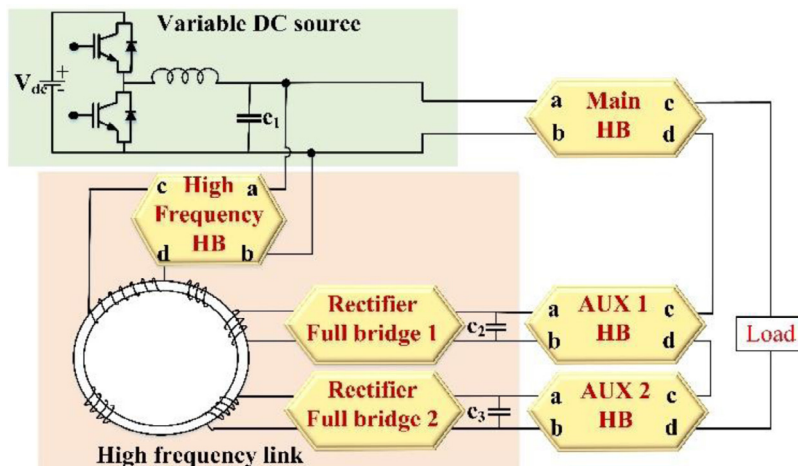 Variable DC source
Vdc
+
-
c1
a
b
Main
HB
c
d
c
High
a
Frequency
HB
d
b
Rectifier
Full bridge 1
c2
a
b
AUX 1
HB
c
d
Load
Rectifier
Full bridge 2
c3
a
b
AUX 2
HB
c
d
High frequency link